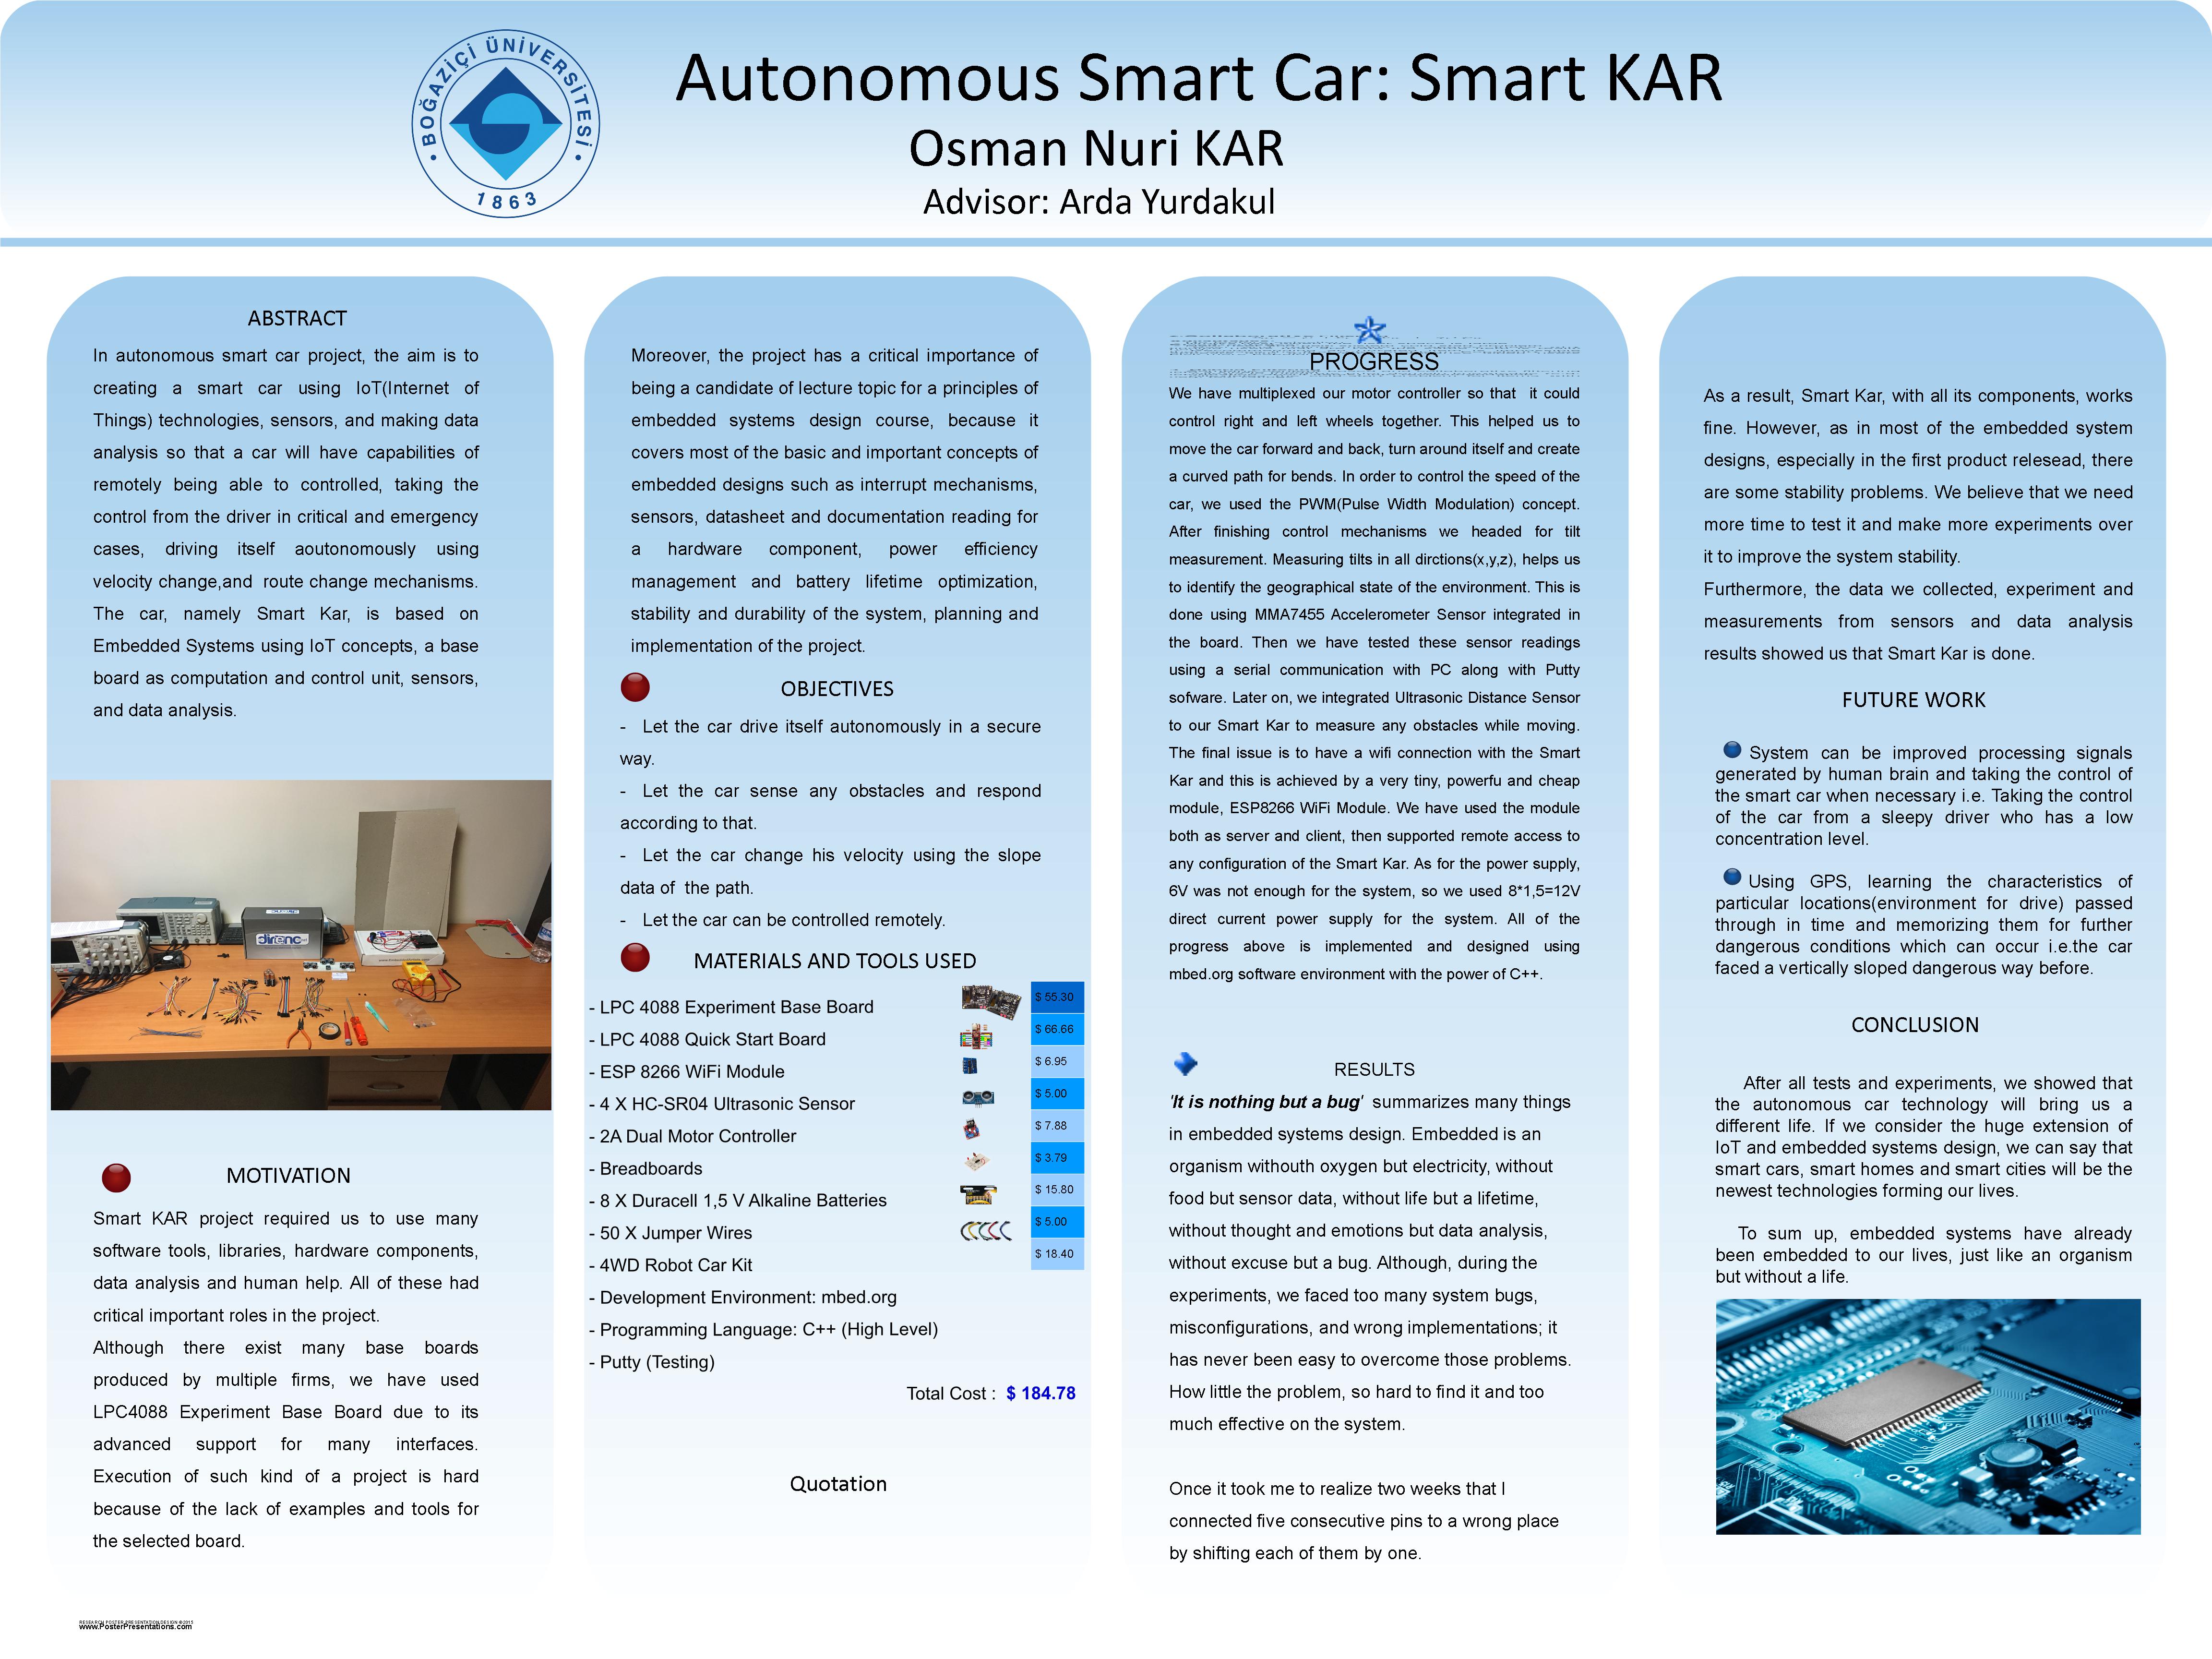 BOĞAZİÇİ ÜNİVERSİTESİ
1863
Autonomous Smart Car: Smart KAR
Osman Nuri KAR
Advisor: Arda Yurdakul
ABSTRACT
In autonomous smart car project, the aim is to
creating a smart car using IoT(Internet of
Things) technologies, sensors, and making data
analysis so that a car will have capabilities of
remotely being able to controlled, taking the
control from the driver in critical and emergency
cases, driving itself aoutonomously using
velocity change,and route change mechanisms.
The car, namely Smart Kar, is based on
Embedded Systems using IoT concepts, a base
board as computation and control unit, sensors,
and data analysis.
direnc
MOTIVATION
Smart KAR project required us to use many
software tools, libraries, hardware components,
data analysis and human help. All of these had
critical important roles in the project.
Although there exist many base boards
produced by multiple firms, we have used
LPC4088 Experiment Base Board due to its
advanced support for many interfaces.
Execution of such kind of a project is hard
because of the lack of examples and tools for
the selected board.
Moreover, the project has a critical importance of
being a candidate of lecture topic for a principles of
embedded systems design course, because it
covers most of the basic and important concepts of
embedded designs such as interrupt mechanisms,
sensors, datasheet and documentation reading for
a hardware component, power efficiency
management and battery lifetime optimization,
stability and durability of the system, planning and
implementation of the project.
OBJECTIVES
- Let the car drive itself autonomously in a secure
way.
- Let the car sense any obstacles and respond
according to that.
- Let the car change his velocity using the slope
data of the path.
- Let the car can be controlled remotely.
MATERIALS AND TOOLS USED
- LPC 4088 Experiment Base Board $ 55.30
- LPC 4088 Quick Start Board $ 66.66
- ESP 8266 WiFi Module $ 6.95
- 4 X HC-SR04 Ultrasonic Sensor $ 5.00
- 2A Dual Motor Controller $ 7.88
- Breadboards $ 3.79
- 8 X Duracell 1,5 V Alkaline Batteries $ 15.80
- 50 X Jumper Wires $ 5.00
- 4WD Robot Car Kit $ 18.40
- Development Environment: mbed.org
- Programming Language: C++ (High Level)
- Putty (Testing)
Total Cost : $ 184.78
Quotation
PROGRESS
We have multiplexed our motor controller so that it could
control right and left wheels together. This helped us to
move the car forward and back, turn around itself and create
a curved path for bends. In order to control the speed of the
car, we used the PWM(Pulse Width Modulation) concept.
After finishing control mechanisms we headed for tilt
measurement. Measuring tilts in all dirctions(x,y,z), helps us
to identify the geographical state of the environment. This is
done using MMA7455 Accelerometer Sensor integrated in
the board. Then we have tested these sensor readings
using a serial communication with PC along with Putty
sofware. Later on, we integrated Ultrasonic Distance Sensor
to our Smart Kar to measure any obstacles while moving.
The final issue is to have a wifi connection with the Smart
Kar and this is achieved by a very tiny, powerfu and cheap
module, ESP8266 WiFi Module. We have used the module
both as server and client, then supported remote access to
any configuration of the Smart Kar. As for the power supply,
6V was not enough for the system, so we used 8*1,5=12V
direct current power supply for the system. All of the
progress above is implemented and designed using
mbed.org software environment with the power of C++.
RESULTS
'It is nothing but a bug' summarizes many things
in embedded systems design. Embedded is an
organism withouth oxygen but electricity, without
food but sensor data, without life but a lifetime,
without thought and emotions but data analysis,
without excuse but a bug. Although, during the
experiments, we faced too many system bugs,
misconfigurations, and wrong implementations; it
has never been easy to overcome those problems.
How little the problem, so hard to find it and too
much effective on the system.
Once it took me to realize two weeks that I
connected five consecutive pins to a wrong place
by shifting each of them by one.
As a result, Smart Kar, with all its components, works
fine. However, as in most of the embedded system
designs, especially in the first product relesead, there
are some stability problems. We believe that we need
more time to test it and make more experiments over
it to improve the system stability.
Furthermore, the data we collected, experiment and
measurements from sensors and data analysis
results showed us that Smart Kar is done.
FUTURE WORK
System can be improved processing signals
generated by human brain and taking the control of
the smart car when necessary i.e. Taking the control
of the car from a sleepy driver who has a low
concentration level.
Using GPS, learning the characteristics of
particular locations(environment for drive) passed
through in time and memorizing them for further
dangerous conditions which can occur i.e.the car
faced a vertically sloped dangerous way before.
CONCLUSION
After all tests and experiments, we showed that
the autonomous car technology will bring us a
different life. If we consider the huge extension of
IoT and embedded systems design, we can say that
smart cars, smart homes and smart cities will be the
newest technologies forming our lives.
To sum up, embedded systems have already
been embedded to our lives, just like an organism
but without a life.
RESEARCH POSTER PRESENTATION DESIGN © 2015
www.PosterPresentations.com